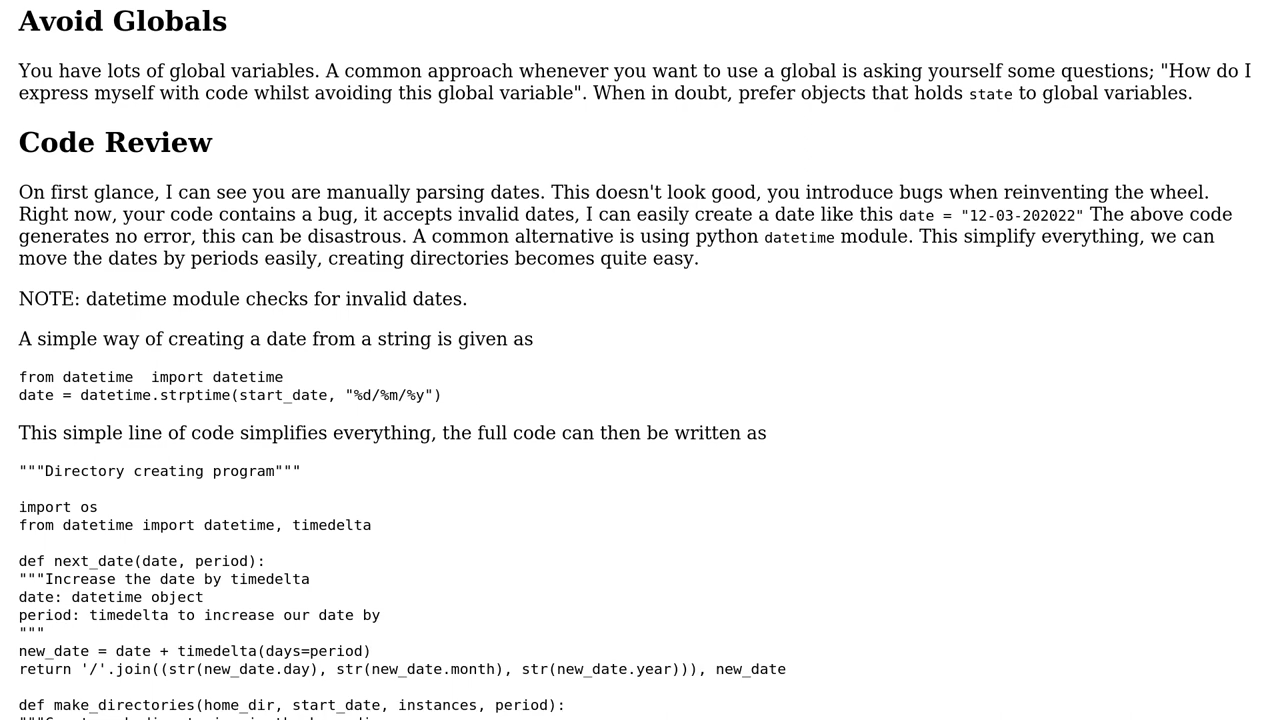 Avoid Globals
You have lots of global variables. A common approach whenever you want to use a global is asking yourself some questions; "How do I
express myself with code whilst avoiding this global variable". When in doubt, prefer objects that holds state to global variables.
Code Review
On first glance, I can see you are manually parsing dates. This doesn't look good, you introduce bugs when reinventing the wheel.
Right now, your code contains a bug, it accepts invalid dates, I can easily create a date like this date = "12-03-202022" The above code
generates no error, this can be disastrous. A common alternative is using python datetime module. This simplify everything, we can
move the dates by periods easily, creating directories becomes quite easy.
NOTE: datetime module checks for invalid dates.
A simple way of creating a date from a string is given as
from datetime  import datetime
date = datetime.strptime(start_date, "%d/%m/%y")
This simple line of code simplifies everything, the full code can then be written as
"""Directory creating program"""
import os
from datetime import datetime, timedelta
def next_date(date, period):
"""Increase the date by timedelta
date: datetime object
period: timedelta to increase our date by
"""
new_date = date + timedelta(days=period)
return '/'.join((str(new_date.day), str(new_date.month), str(new_date.year))), new_date
def make_directories(home_dir, start_date, instances, period):